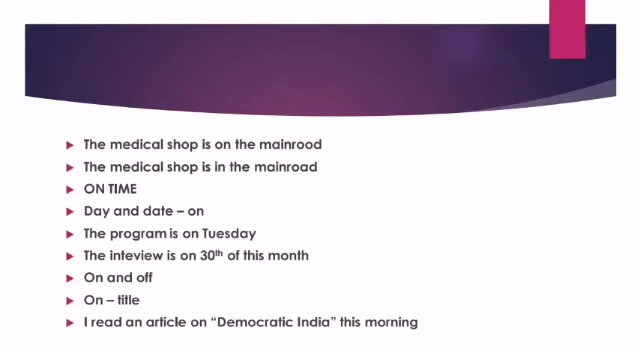 The medical shop is on the mainrood
The medical shop is in the mainroad
ON TIME
Day and date – on
The program is on Tuesday
The inteview is on 30th of this month
On and off
On – title
I read an article on “Democratic India” this morning